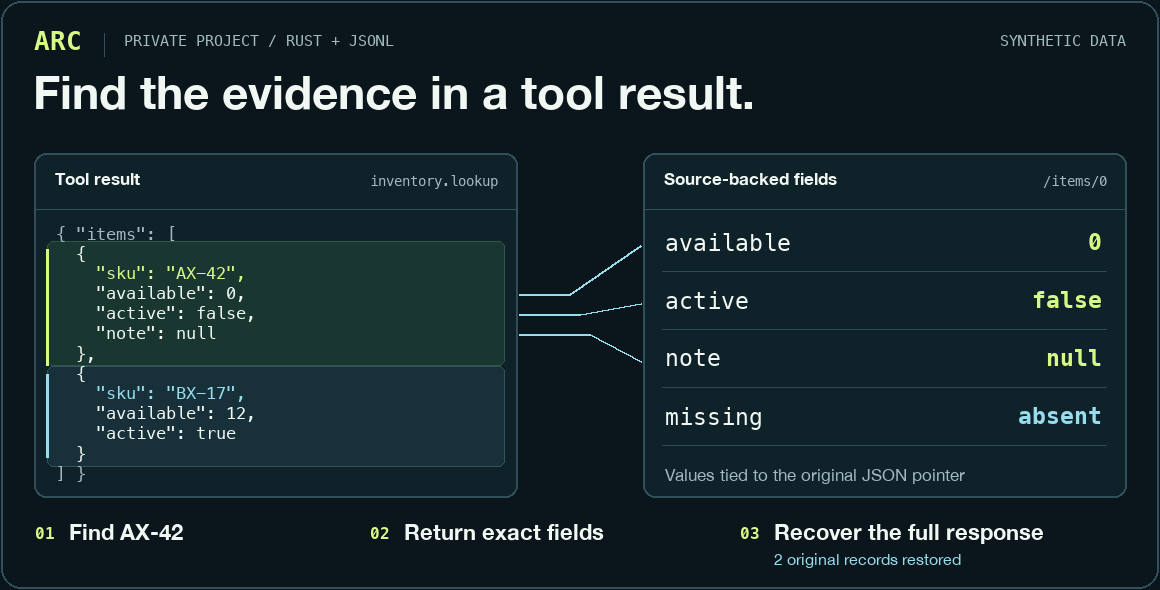 ARC
PRIVATE PROJECT / RUST + JSONL
SYNTHETIC DATA
Find the evidence in a tool result.
Tool result
inventory.lookup
{ "items": [
{
"sku": "AX–42",
"available": 0,
"active": false,
"note": null
},
{
"sku": "BX–17",
"available": 12,
"active": true
}
] }
Source-backed fields
/items/0
available 0
active false
note null
missing absent
Values tied to the original JSON pointer
01 Find AX-42
02 Return exact fields
03 Recover the full response
2 original records restored